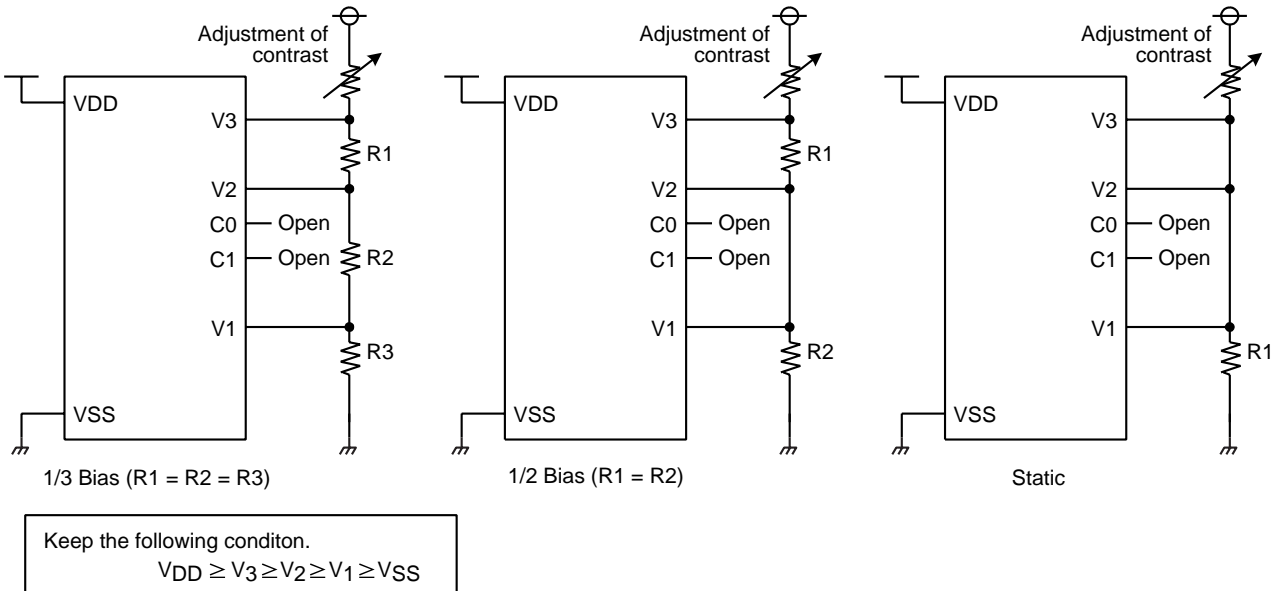 Adjustment of
contrast
VDD
V3
R1
V2
C0
Open
C1
Open
R2
V1
R3
VSS
1/3 Bias (R1 = R2 = R3)
Adjustment of
contrast
VDD
V3
R1
V2
C0
Open
C1
Open
V1
R2
VSS
1/2 Bias (R1 = R2)
Adjustment of
contrast
VDD
V3
V2
C0
Open
C1
Open
V1
R1
VSS
Static
Keep the following conditon.
VDD ≥ V3 ≥ V2 ≥ V1 ≥ VSS